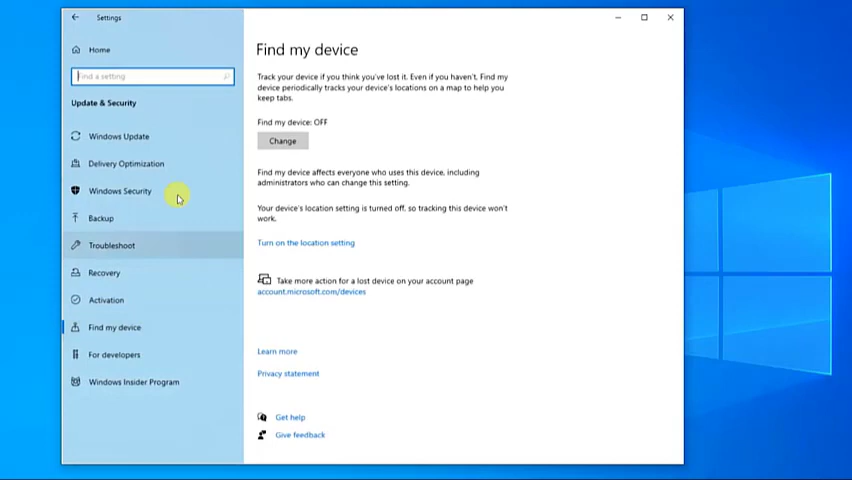 Settings
Home
Find a setting
Update & Security
Windows Update
Delivery Optimization
Windows Security
Backup
Troubleshoot
Recovery
Activation
Find my device
For developers
Windows Insider Program
Find my device
Track your device if you think you've lost it. Even if you haven't. Find my
device periodically tracks your device's locations on a map to help you
keep tabs.
Find my device: OFF
Change
Find my device affects everyone who uses this device, including
administrators who can change this setting.
Your device's location setting is turned off, so tracking this device won't
work.
Turn on the location setting
Take more action for a lost device on your account page
account.microsoft.com/devices
Learn more
Privacy statement
Get help
Give feedback